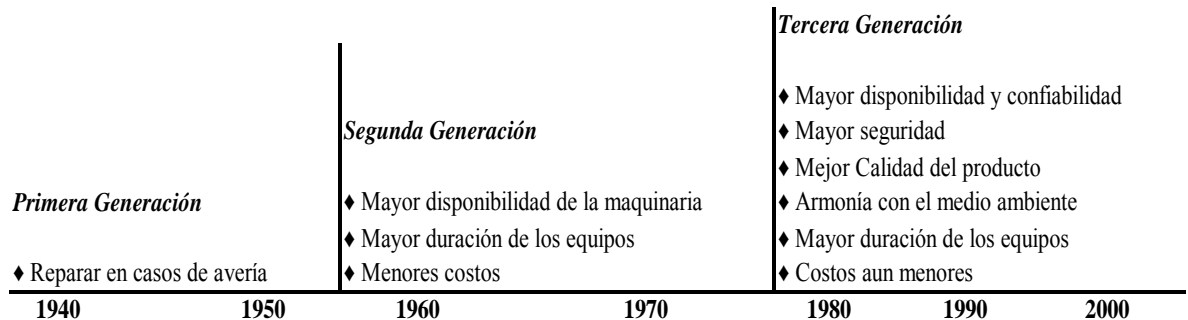 Tercera Generación
♦ Mayor disponibilidad y confiabilidad
♦ Mayor seguridad
♦ Mejor Calidad del producto
♦ Armonía con el medio ambiente
♦ Mayor duración de los equipos
♦ Costos aun menores
Segunda Generación
♦ Mayor disponibilidad de la maquinaria
♦ Mayor duración de los equipos
♦ Menores costos
Primera Generación
♦ Reparar en casos de avería
1940 1950 1960 1970 1980 1990 2000